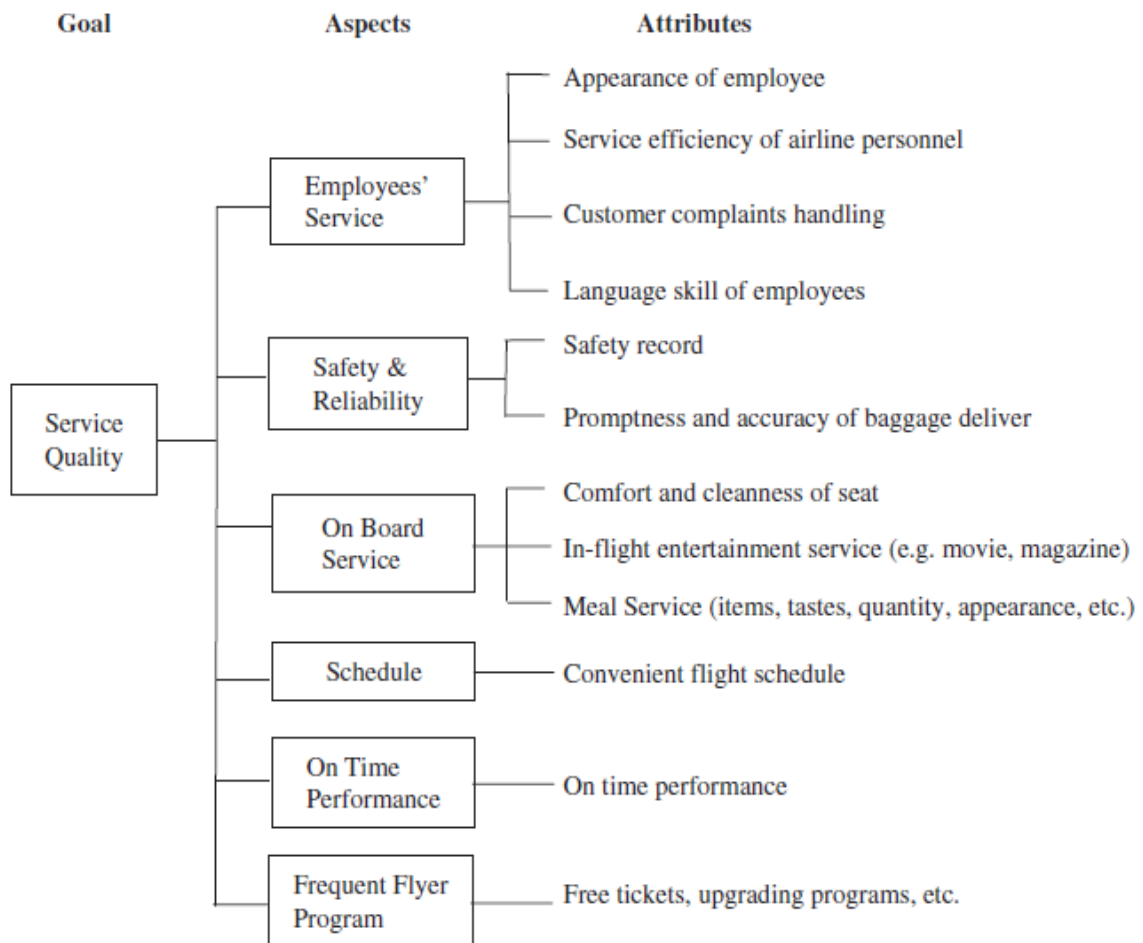 Goal Aspects Attributes
Appearance of employee
Service efficiency of airline personnel
Employees'
Service
Customer complaints handling
Language skill of employees
Safety record
Safety &
Reliability
Promptness and accuracy of baggage deliver
Service
Quality
Comfort and cleanness of seat
On Board
Service
In-flight entertainment service (e.g. movie, magazine)
Meal Service (items, tastes, quantity, appearance, etc.)
Schedule
Convenient flight schedule
On Time
Performance
On time performance
Frequent Flyer
Program
Free tickets, upgrading programs, etc.